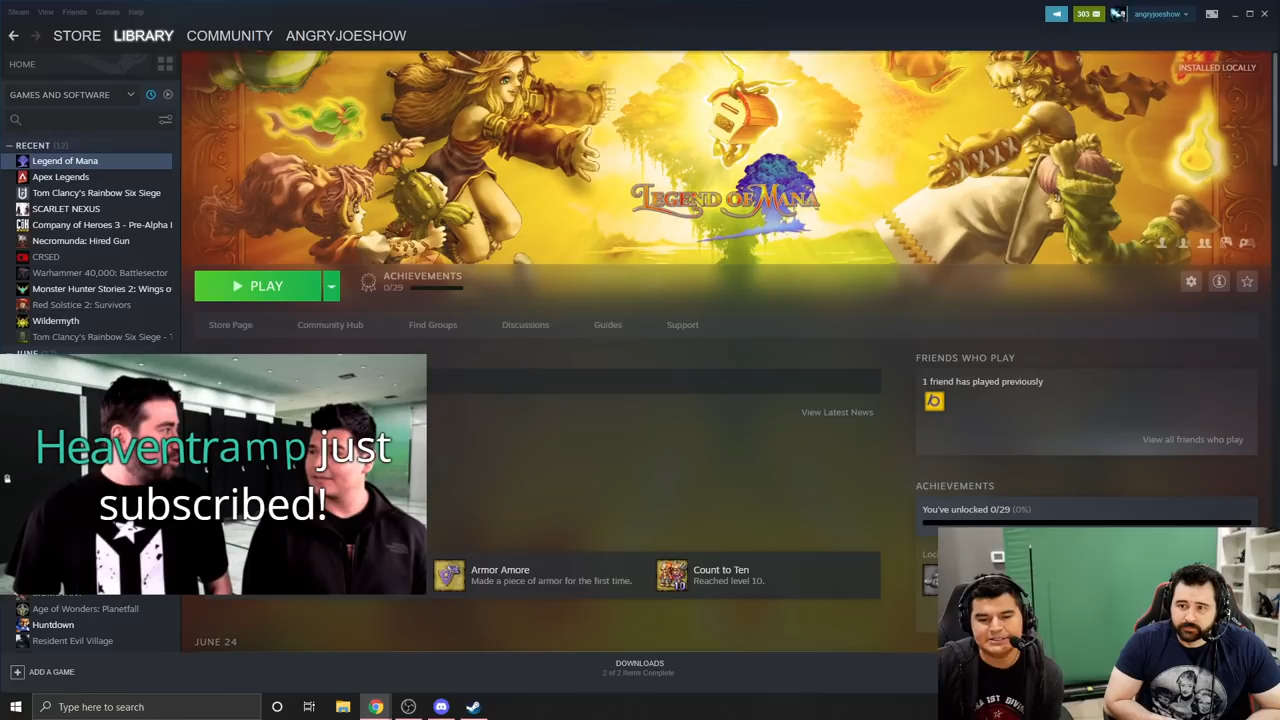 Steam View Friends Games Help
303
angryjoeshow
STORE LIBRARY COMMUNITY ANGRYJOESHOW
HOME
INSTALLED LOCALLY
GAMES AND SOFTWARE
RECENT (12)
Legend of Mana
Apex Legends
Tom Clancy's Rainbow Six Siege
SCARLET NEXUS
Company of Heroes 3 - Pre-Alpha
Necromunda: Hired Gun
CRSED
Warhammer 40,000: Battlesector
Monster Hunter Stories 2: Wings o
Red Solstice 2: Survivors
Wildermyth
Tom Clancy's Rainbow Six Siege -
LEGEND OF MANA
PLAY
ACHIEVEMENTS
0/29
Store Page Community Hub Find Groups Discussions Guides Support
View Latest News
FRIENDS WHO PLAY
1 friend has played previously
View all friends who play
ACHIEVEMENTS
You've unlocked 0/29 (0%)
Heaventramp just
subscribed!
Armor Amore
Made a piece of armor for the first time.
10
Count to Ten
Reached level 10.
Age of Wonders: Planetfall
Huntdown
Resident Evil Village
JUNE 24
ADD A GAME
DOWNLOADS
2 of 2 Items Complete
Type here to search